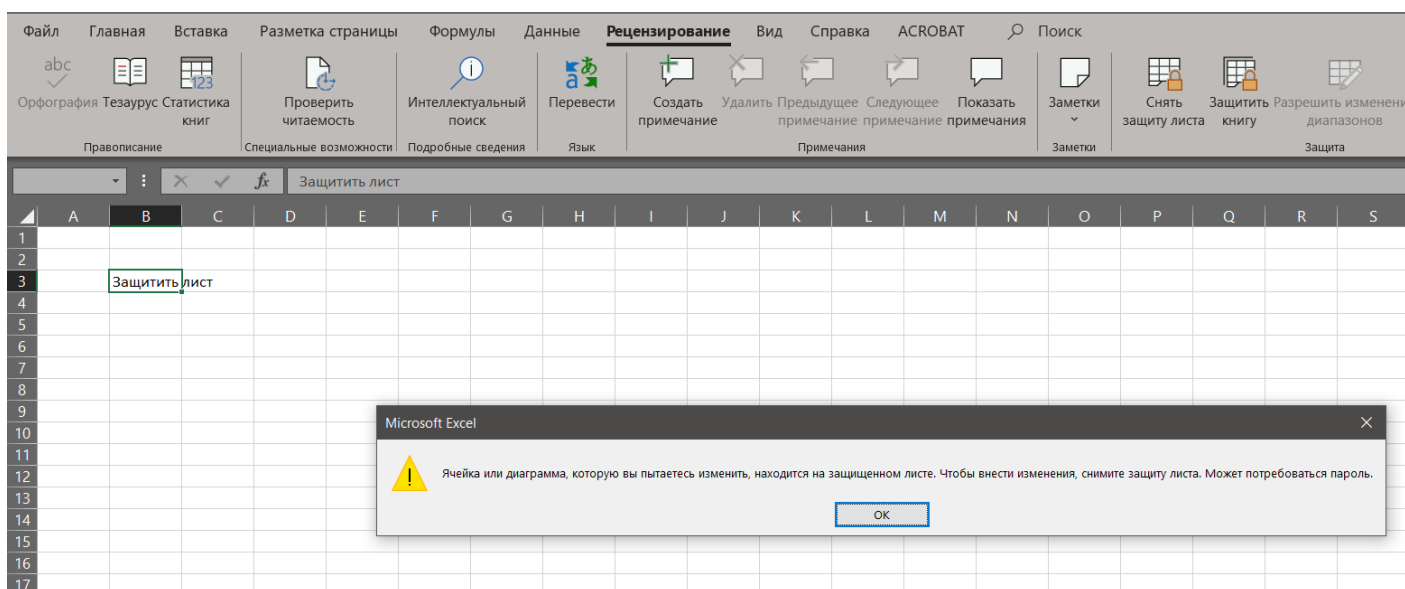 Файл Главная Вставка Разметка страницы Формулы Данные Рецензирование Вид Справка ACROBAT Поиск
abc
Орфография Тезаурус Статистика книг Проверить читаемость Интеллектуальный поиск Перевести Создать примечание Удалить Предыдущее примечание Следующее примечание Показать примечания Заметки Снять защиту листа Защитить книгу Разрешить изменени диапазонов
123
Правописание Специальные возможности Подробные сведения Язык Примечания Заметки Защита
fx Защитить лист
A B C D E F G H I J K L M N O P Q R S
1
2
3 Защитить лист
4
5
6
7
8
9
Microsoft Excel
10
11
Ячейка или диаграмма, которую вы пытаетесь изменить, находится на защищенном листе. Чтобы внести изменения, снимите защиту листа. Может потребоваться пароль.
12
13
ОК
14
15
16
17